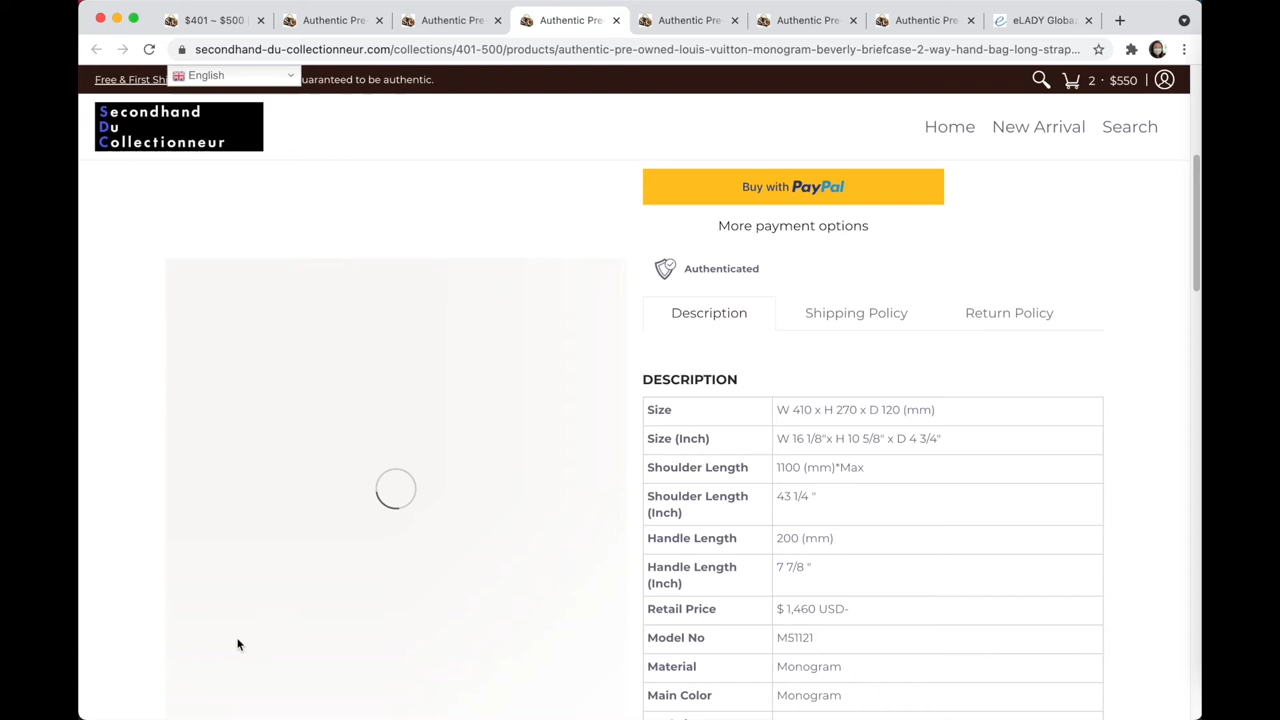 $401 ~ $500
Authentic Pre
Authentic Pre-
Authentic Pre
Authentic Pre
Authentic Pre
Authentic Pre
eLADY Globa
secondhand-du-collectionneur.com/collections/401-500/products/authentic-pre-owned-louis-vuitton-monogram-beverly-briefcase-2-way-hand-bag-long-strap...
Free & First Shi
English
uaranteed to be authentic.
2 · $550
Secondhand
Du
Collectionneur
Home
New Arrival
Search
Buy with PayPal
More payment options
Authenticated
Description
Shipping Policy
Return Policy
DESCRIPTION
Size W 410 x H 270 x D 120 (mm)
Size (Inch) W 16 1/8"x H 10 5/8" x D 4 3/4"
Shoulder Length 1100 (mm)*Max
Shoulder Length (Inch) 43 1/4 "
Handle Length 200 (mm)
Handle Length (Inch) 7 7/8 "
Retail Price $ 1,460 USD-
Model No M51121
Material Monogram
Main Color Monogram